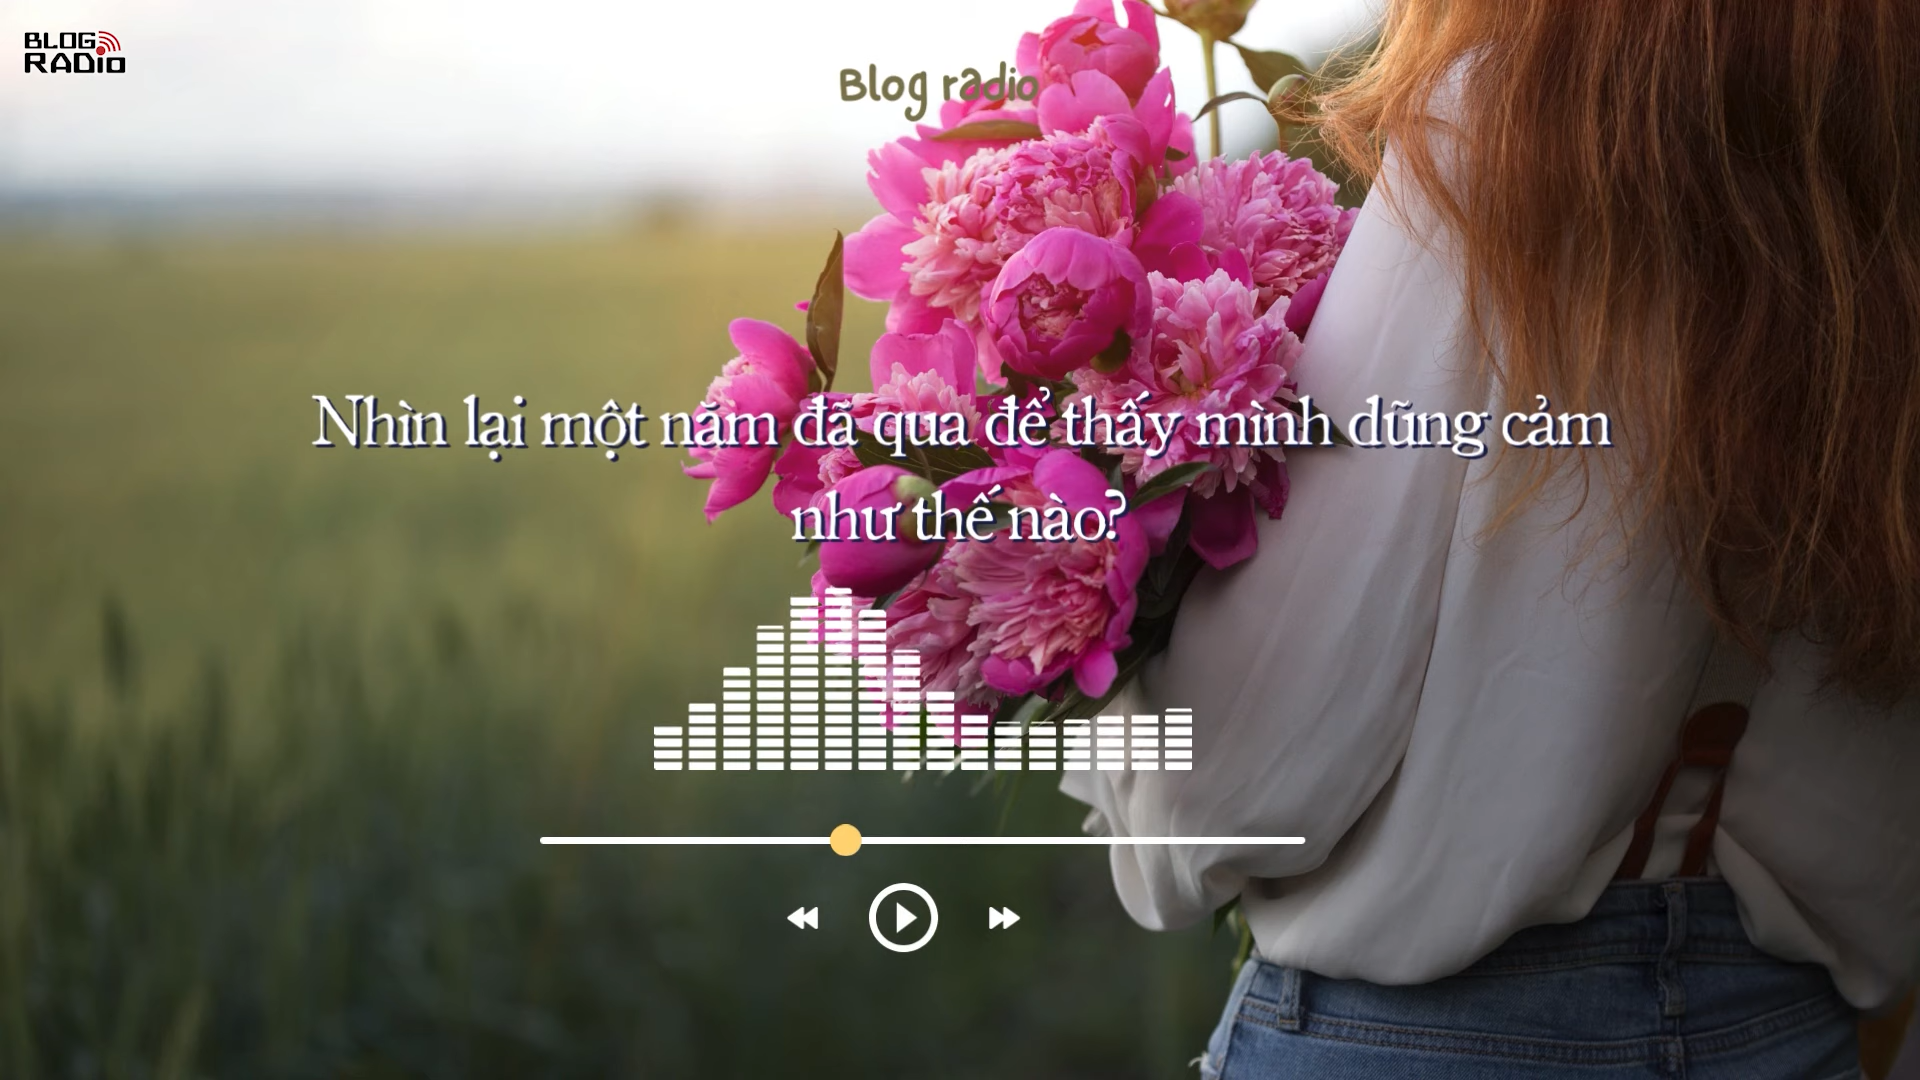 BLOG
RADIO
Blog radio
Nhìn lại một năm đã qua để thấy mình dũng cảm
như thế nào?